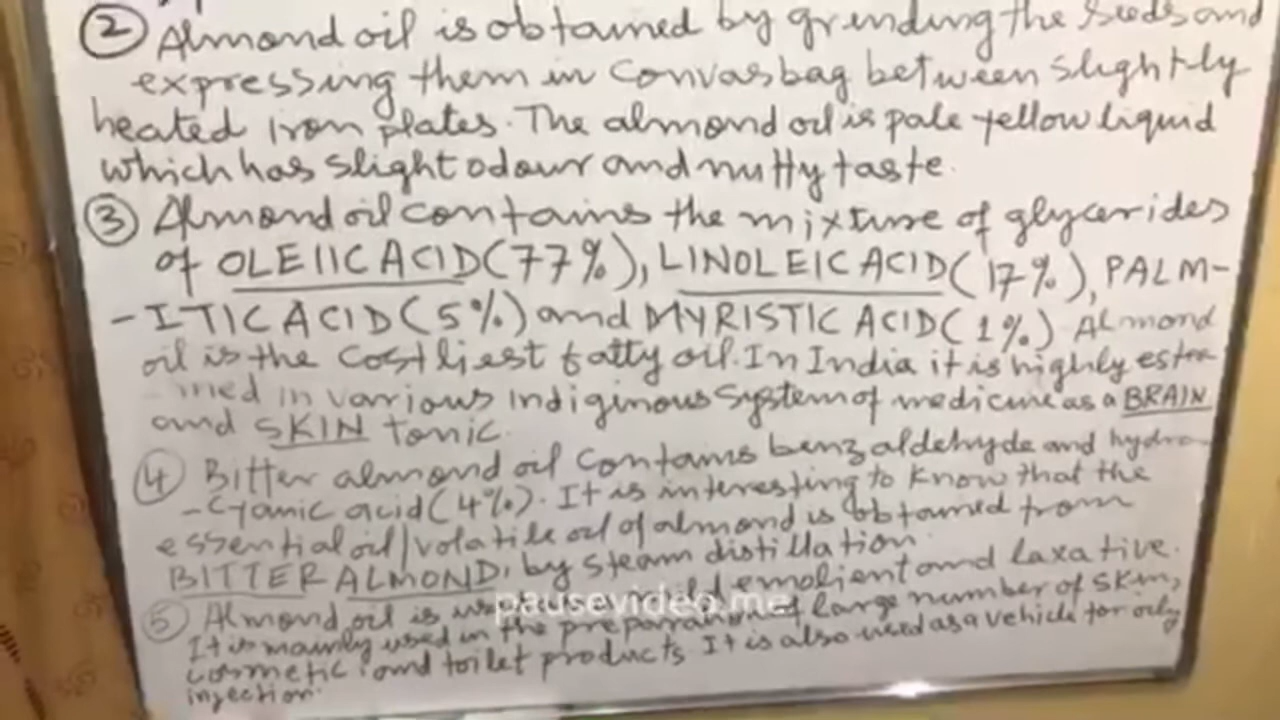 ② Almond oil is obtained by grinding the seeds and
expressing them in convasbag between slightly
heated iron plates. The almond oil is pale yellow liquid
which has slight odour and nutty taste.
③ Almond oil contains the mixture of glycerides
of OLEIIC ACID (77%), LINOLEIC ACID (17%), PALM-
-ITIC ACID (5%) and MYRISTIC ACID (1%) Almond
oil is the costliest fatty oil. In India it is highly estee
med in various indiginous system of medicine as a BRAIN
and SKIN tonic.
④ Bitter almond oil contains benzaldehyde and hydro-
-cyanic acid (4%). It is interesting to know that the
essential oil/volatile oil of almond is obtained from
BITTER ALMOND, by steam distillation.
⑤ Almond oil is mild emolient and laxative.
It is mainly used in the preparation of large number of skin,
cosmetic and toilet products. It is also used as a vehicle for oily
injection.
pausevideo.me